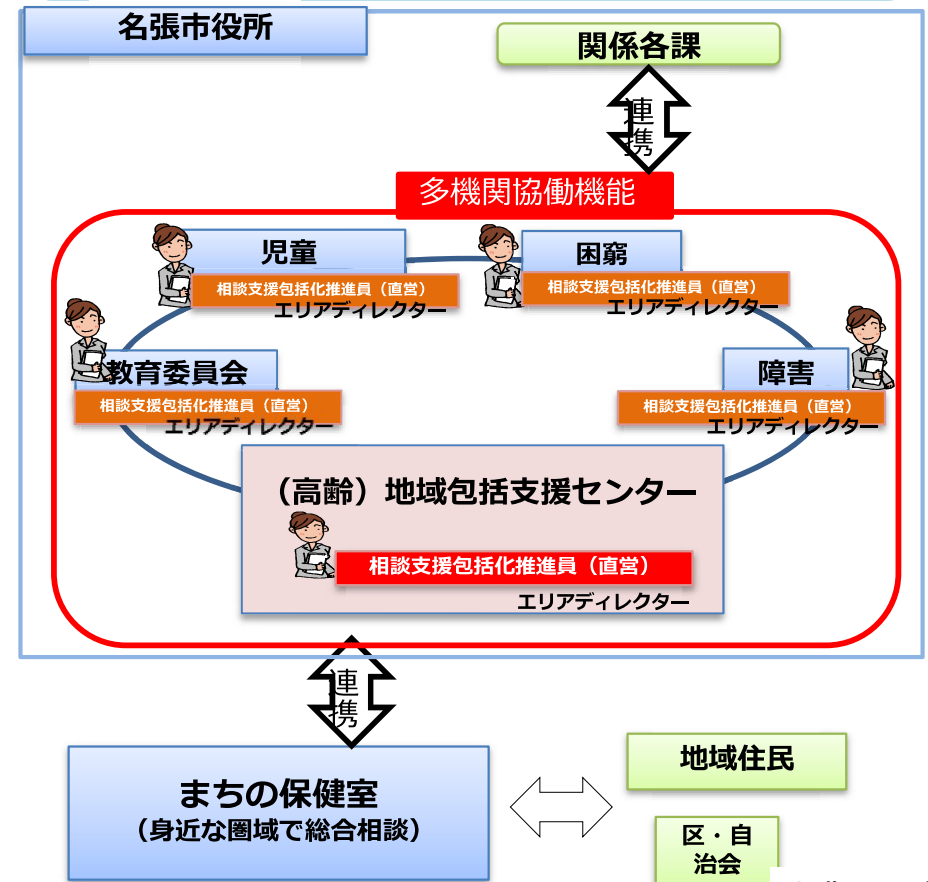 名張市役所
関係各課
連
携
多機関協働機能
児童
相談支援包括化推進員（直営）
エリアディレクター
困窮
相談支援包括化推進員（直営）
エリアディレクター
教育委員会
相談支援包括化推進員（直営）
エリアディレクター
障害
相談支援包括化推進員（直営）
エリアディレクター
（高齢）地域包括支援センター
相談支援包括化推進員（直営）
エリアディレクター
連
携
まちの保健室
（身近な圏域で総合相談）
地域住民
区・自
治会